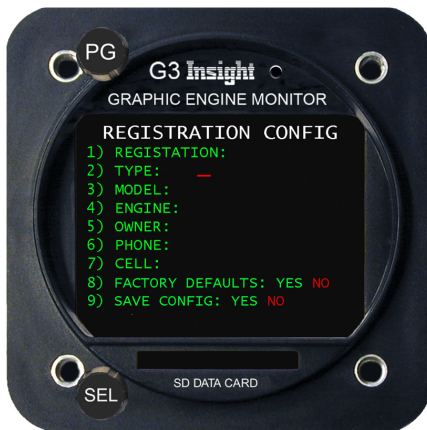 PG
G3 Insight
GRAPHIC ENGINE MONITOR
REGISTRATION CONFIG
1) REGISTATION:
2) TYPE: _
3) MODEL:
4) ENGINE:
5) OWNER:
6) PHONE:
7) CELL:
8) FACTORY DEFAULTS: YES NO
9) SAVE CONFIG: YES NO
SD DATA CARD
SEL